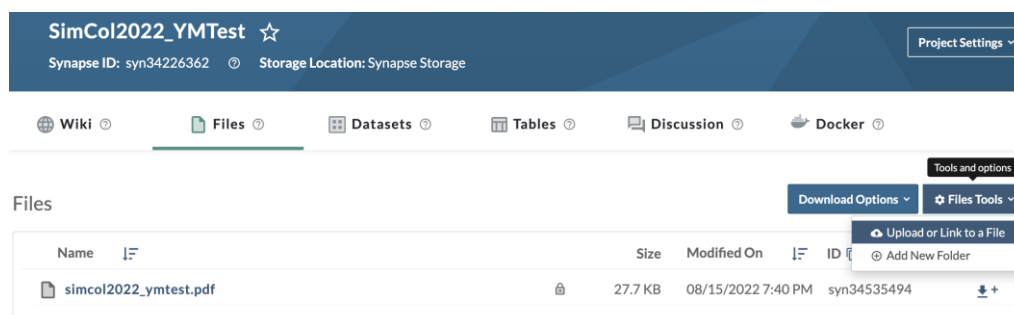 SimCol2022_YMTest
Synapse ID: syn34226362 Storage Location: Synapse Storage
Project Settings
Wiki Files Datasets Tables Discussion Docker
Tools and options
Files
Download Options Files Tools
Upload or Link to a File
Add New Folder
Name Size Modified On ID
simcol2022_ymtest.pdf 27.7 KB 08/15/2022 7:40 PM syn34535494